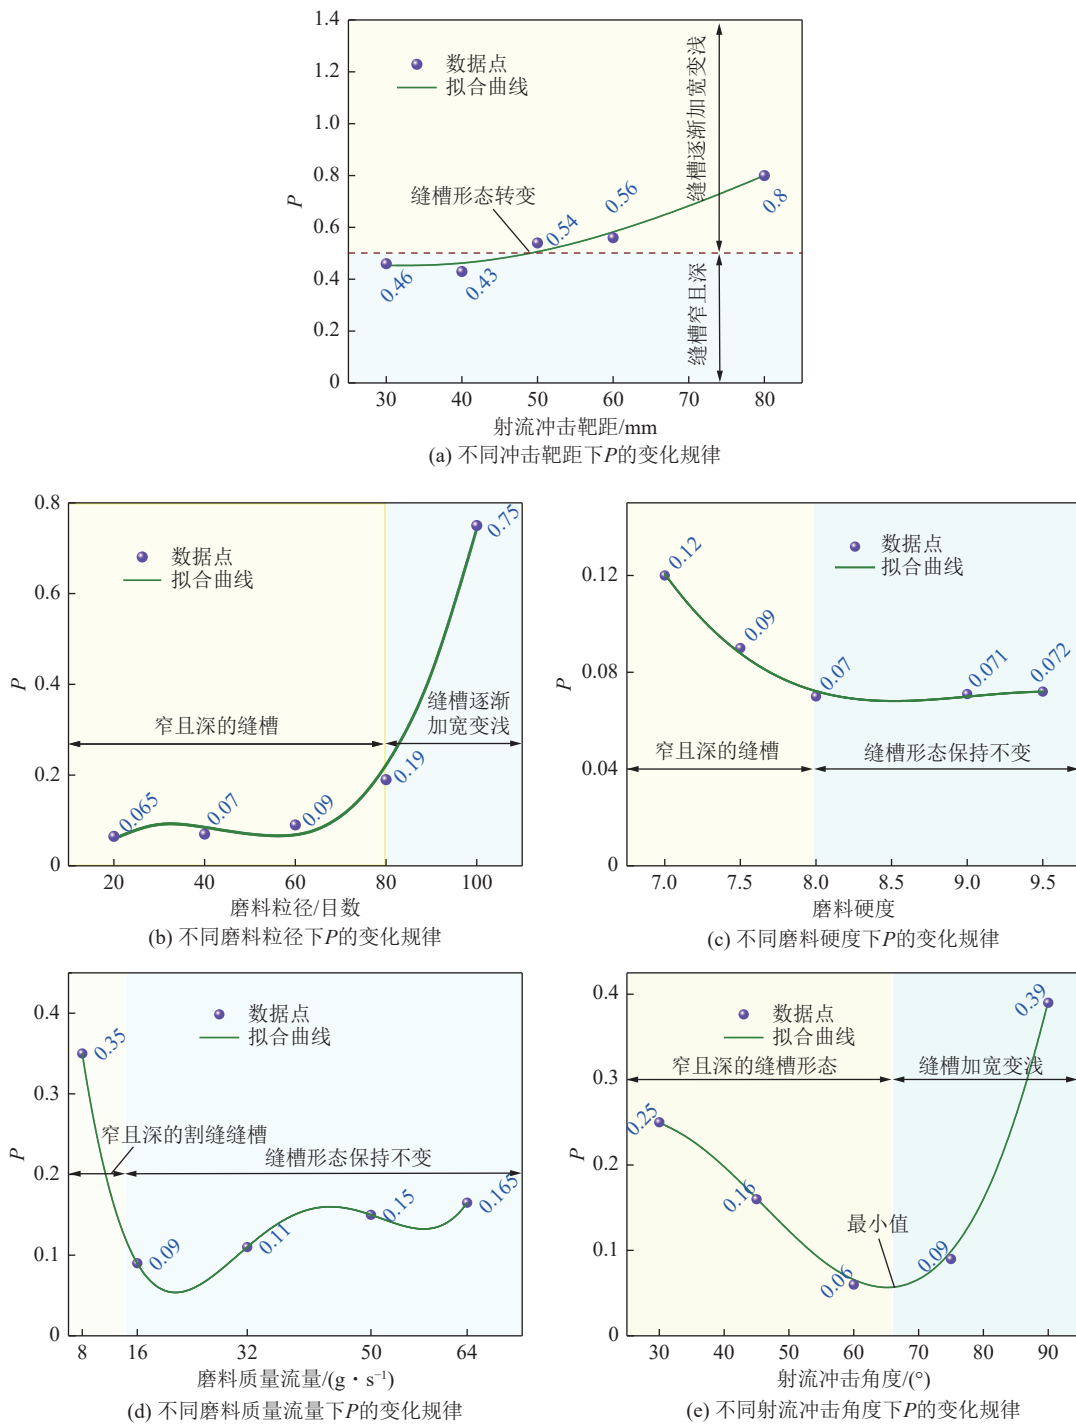 1.4
1.2
1.0
0.8
0.6
0.4
0.2
0
P
数据点
拟合曲线
缝槽形态转变
缝槽逐渐加宽变浅
缝槽窄且深
0.46
0.43
0.54
0.56
0.8
30 40 50 60 70 80
射流冲击靶距/mm
(a) 不同冲击靶距下P的变化规律
0.8
0.6
0.4
0.2
0
P
数据点
拟合曲线
窄且深的缝槽
缝槽逐渐
加宽变浅
0.065
0.07
0.09
0.19
0.75
20 40 60 80 100
磨料粒径/目数
(b) 不同磨料粒径下P的变化规律
0.12
0.08
0.04
0
P
数据点
拟合曲线
0.12
0.09
0.07
0.071
0.072
窄且深的缝槽
缝槽形态保持不变
7.0 7.5 8.0 8.5 9.0 9.5
磨料硬度
(c) 不同磨料硬度下P的变化规律
0.4
0.3
0.2
0.1
0
P
数据点
拟合曲线
0.35
窄且深的割缝缝槽
缝槽形态保持不变
0.09
0.11
0.15
0.165
8 16 32 50 64
磨料质量流量/(g·s⁻¹)
(d) 不同磨料质量流量下P的变化规律
0.4
0.3
0.2
0.1
0
P
数据点
拟合曲线
窄且深的缝槽形态
缝槽加宽变浅
0.25
0.16
0.06
0.09
0.39
最小值
30 40 50 60 70 80 90
射流冲击角度/(°)
(e) 不同射流冲击角度下P的变化规律